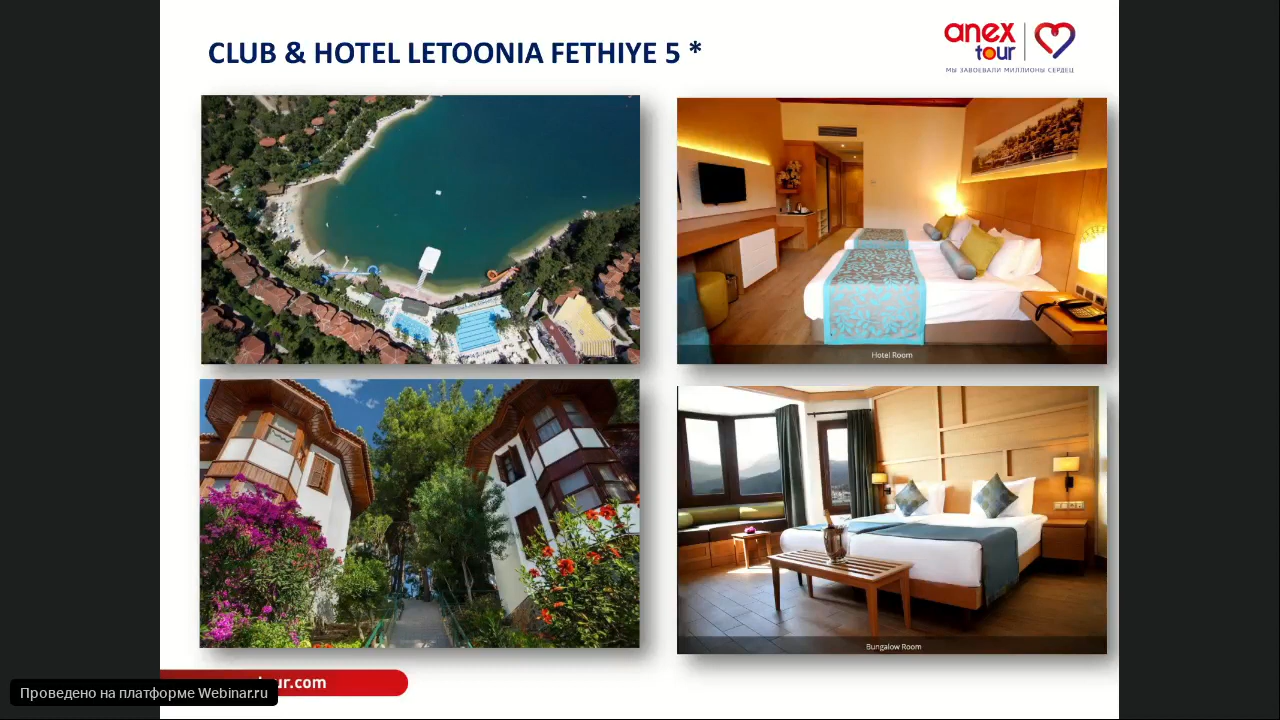 CLUB & HOTEL LETOONIA FETHIYE 5 *
anex
tour
МЫ ЗАВОЕВАЛИ МИЛЛИОНЫ СЕРДЕЦ
Hotel Room
Bungalow Room
ur.com
Проведено на платформе Webinar.ru